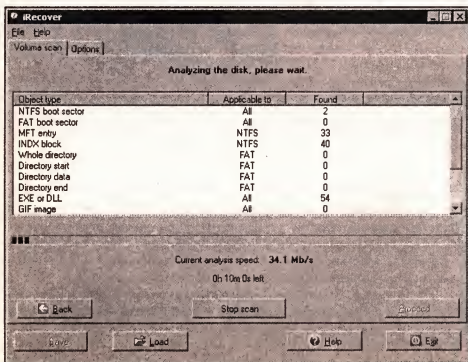 iRecover
File Help
Volume scan Options
Analyzing the disk, please wait.
Object type Applicable to Found
NTFS boot sector All 2
FAT boot sector All 0
MFT entry NTFS 33
INDX block NTFS 40
Whole directory FAT 0
Directory start FAT 0
Directory data FAT 0
Directory end FAT 0
EXE or DLL All 54
GIF image All 0
Current analysis speed: 34.1 Mb/s
0h 10m 0s left
Back Stop scan Proceed
Save Load Help Exit